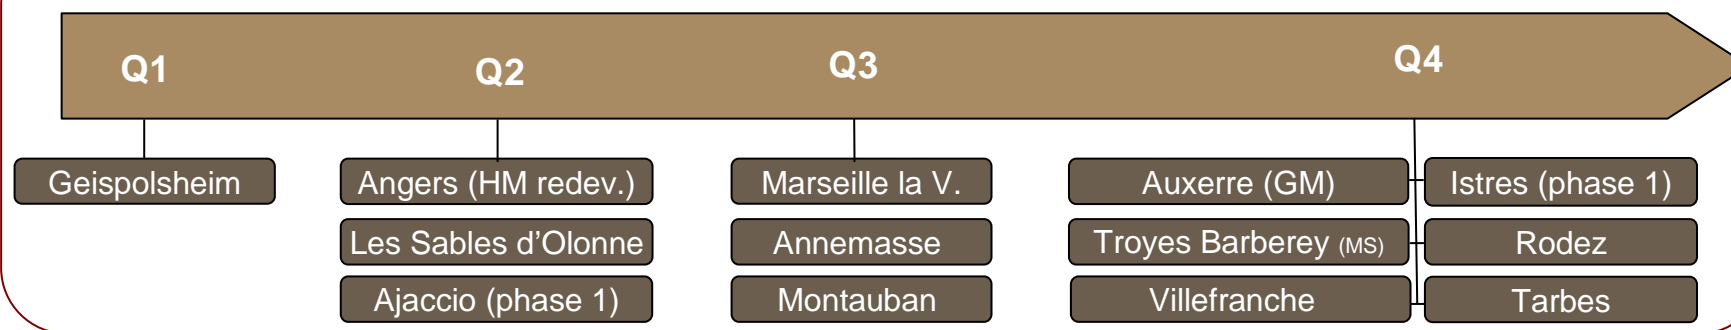 Q1
Q2
Q3
Q4
Geispolsheim
Angers (HM redev.)
Les Sables d’Olonne
Ajaccio (phase 1)
Marseille la V.
Annemasse
Montauban
Auxerre (GM)
Troyes Barberey (MS)
Villefranche
Istres (phase 1)
Rodez
Tarbes